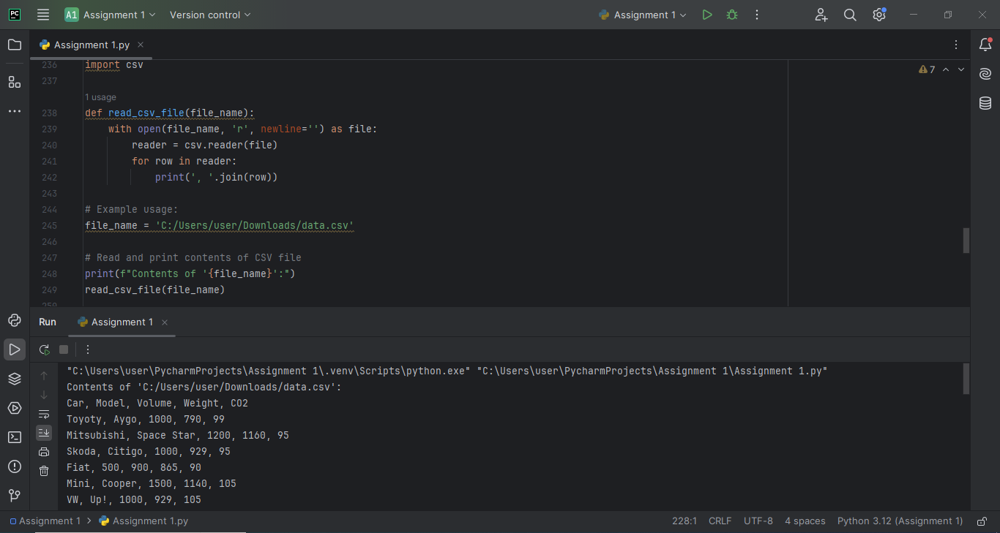 PC A1 Assignment 1 Version control Assignment 1
Assignment 1.py
7
236 import csv
237
1 usage
238 def read_csv_file(file_name):
239 with open(file_name, 'r', newline='') as file:
240 reader = csv.reader(file)
241 for row in reader:
242 print(', '.join(row))
243
244 # Example usage:
245 file_name = 'C:/Users/user/Downloads/data.csv'
246
247 # Read and print contents of CSV file
248 print(f"Contents of '{file_name}':")
249 read_csv_file(file_name)
250
Run Assignment 1
"C:\Users\user\PycharmProjects\Assignment 1\.venv\Scripts\python.exe" "C:\Users\user\PycharmProjects\Assignment 1\Assignment 1.py"
Contents of 'C:/Users/user/Downloads/data.csv':
Car, Model, Volume, Weight, CO2
Toyoty, Aygo, 1000, 790, 99
Mitsubishi, Space Star, 1200, 1160, 95
Skoda, Citigo, 1000, 929, 95
Fiat, 500, 900, 865, 90
Mini, Cooper, 1500, 1140, 105
VW, Up!, 1000, 929, 105
Assignment 1 > Assignment 1.py 228:1 CRLF UTF-8 4 spaces Python 3.12 (Assignment 1)